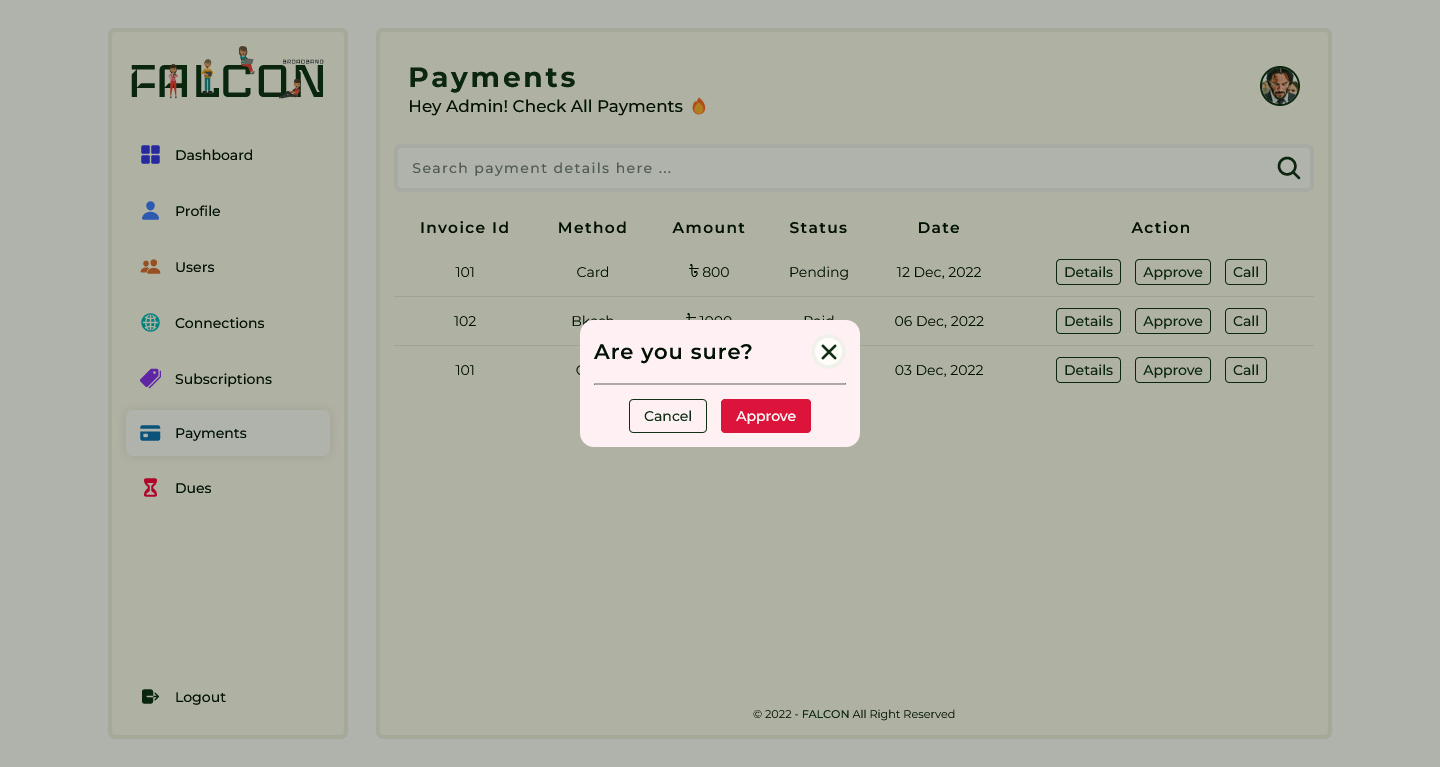 FALCON
BROADBAND
Dashboard
Profile
Users
Connections
Subscriptions
Payments
Dues
Logout
Payments
Hey Admin! Check All Payments
Search payment details here ...
Invoice Id Method Amount Status Date Action
101 Card ৳ 800 Pending 12 Dec, 2022 Details Approve Call
102 ৳ 1000 Paid 06 Dec, 2022 Details Approve Call
101 03 Dec, 2022 Details Approve Call
Are you sure?
Cancel Approve
© 2022 - FALCON All Right Reserved